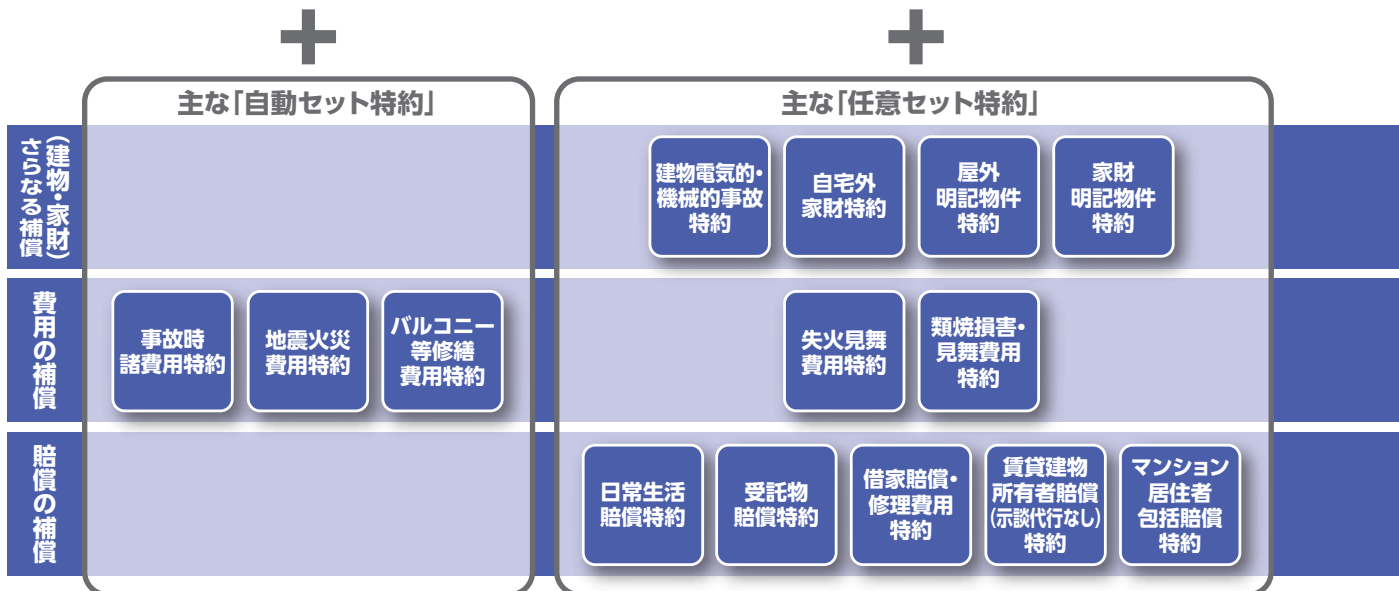 +
+
主な「自動セット特約」
主な「任意セット特約」
さらなる補償
(建物・家財)
建物電気的・
機械的事故
特約
自宅外
家財特約
屋外
明記物件
特約
家財
明記物件
特約
費用の補償
事故時
諸費用特約
地震火災
費用特約
バルコニー
等修繕
費用特約
失火見舞
費用特約
類焼損害・
見舞費用
特約
賠償の補償
日常生活
賠償特約
受託物
賠償特約
借家賠償・
修理費用
特約
賃貸建物
所有者賠償
(示談代行なし)
特約
マンション
居住者
包括賠償
特約